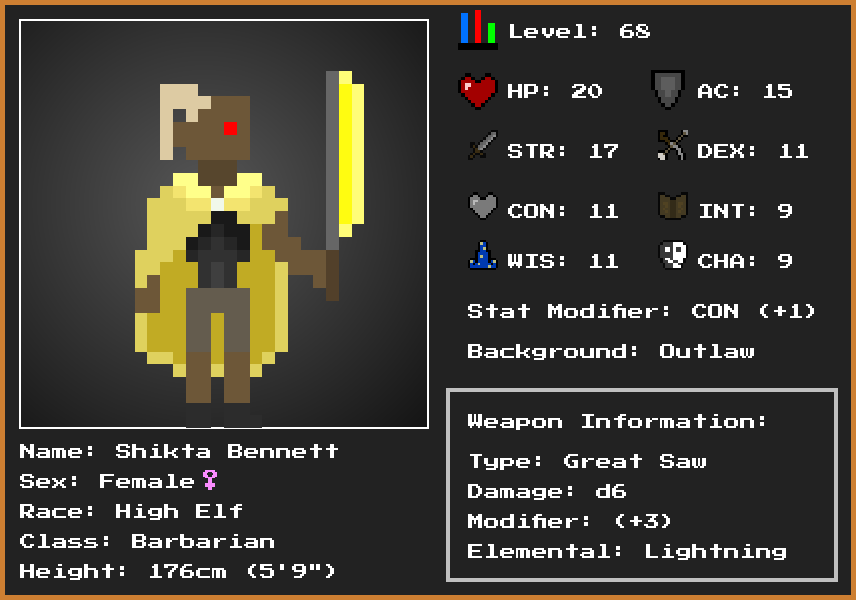 Level: 68
HP: 20
AC: 15
STR: 17
DEX: 11
CON: 11
INT: 9
WIS: 11
CHA: 9
Stat Modifier: CON (+1)
Background: Outlaw
Weapon Information:
Type: Great Saw
Damage: d6
Modifier: (+3)
Elemental: Lightning
Name: Shikta Bennett
Sex: Female♀
Race: High Elf
Class: Barbarian
Height: 176cm (5'9")